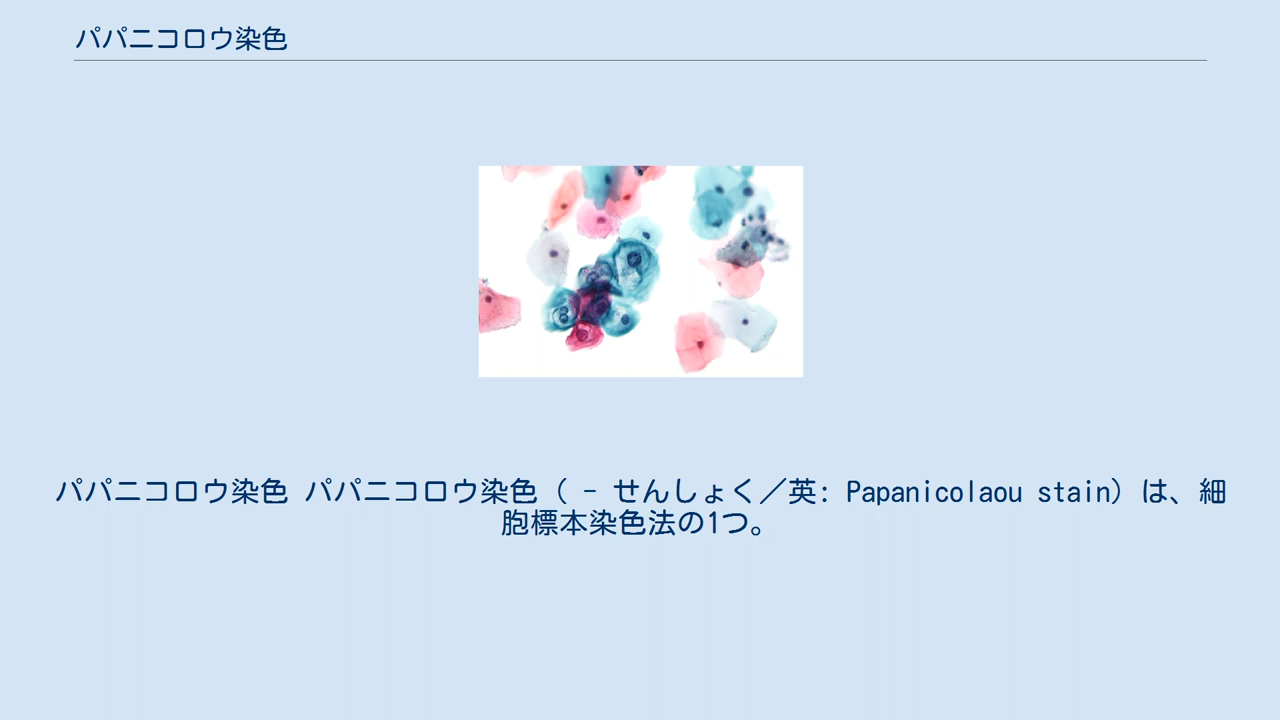 パパニコロウ染色
パパニコロウ染色 パパニコロウ染色（ - せんしょく／英: Papanicolaou stain）は、細
胞標本染色法の1つ。